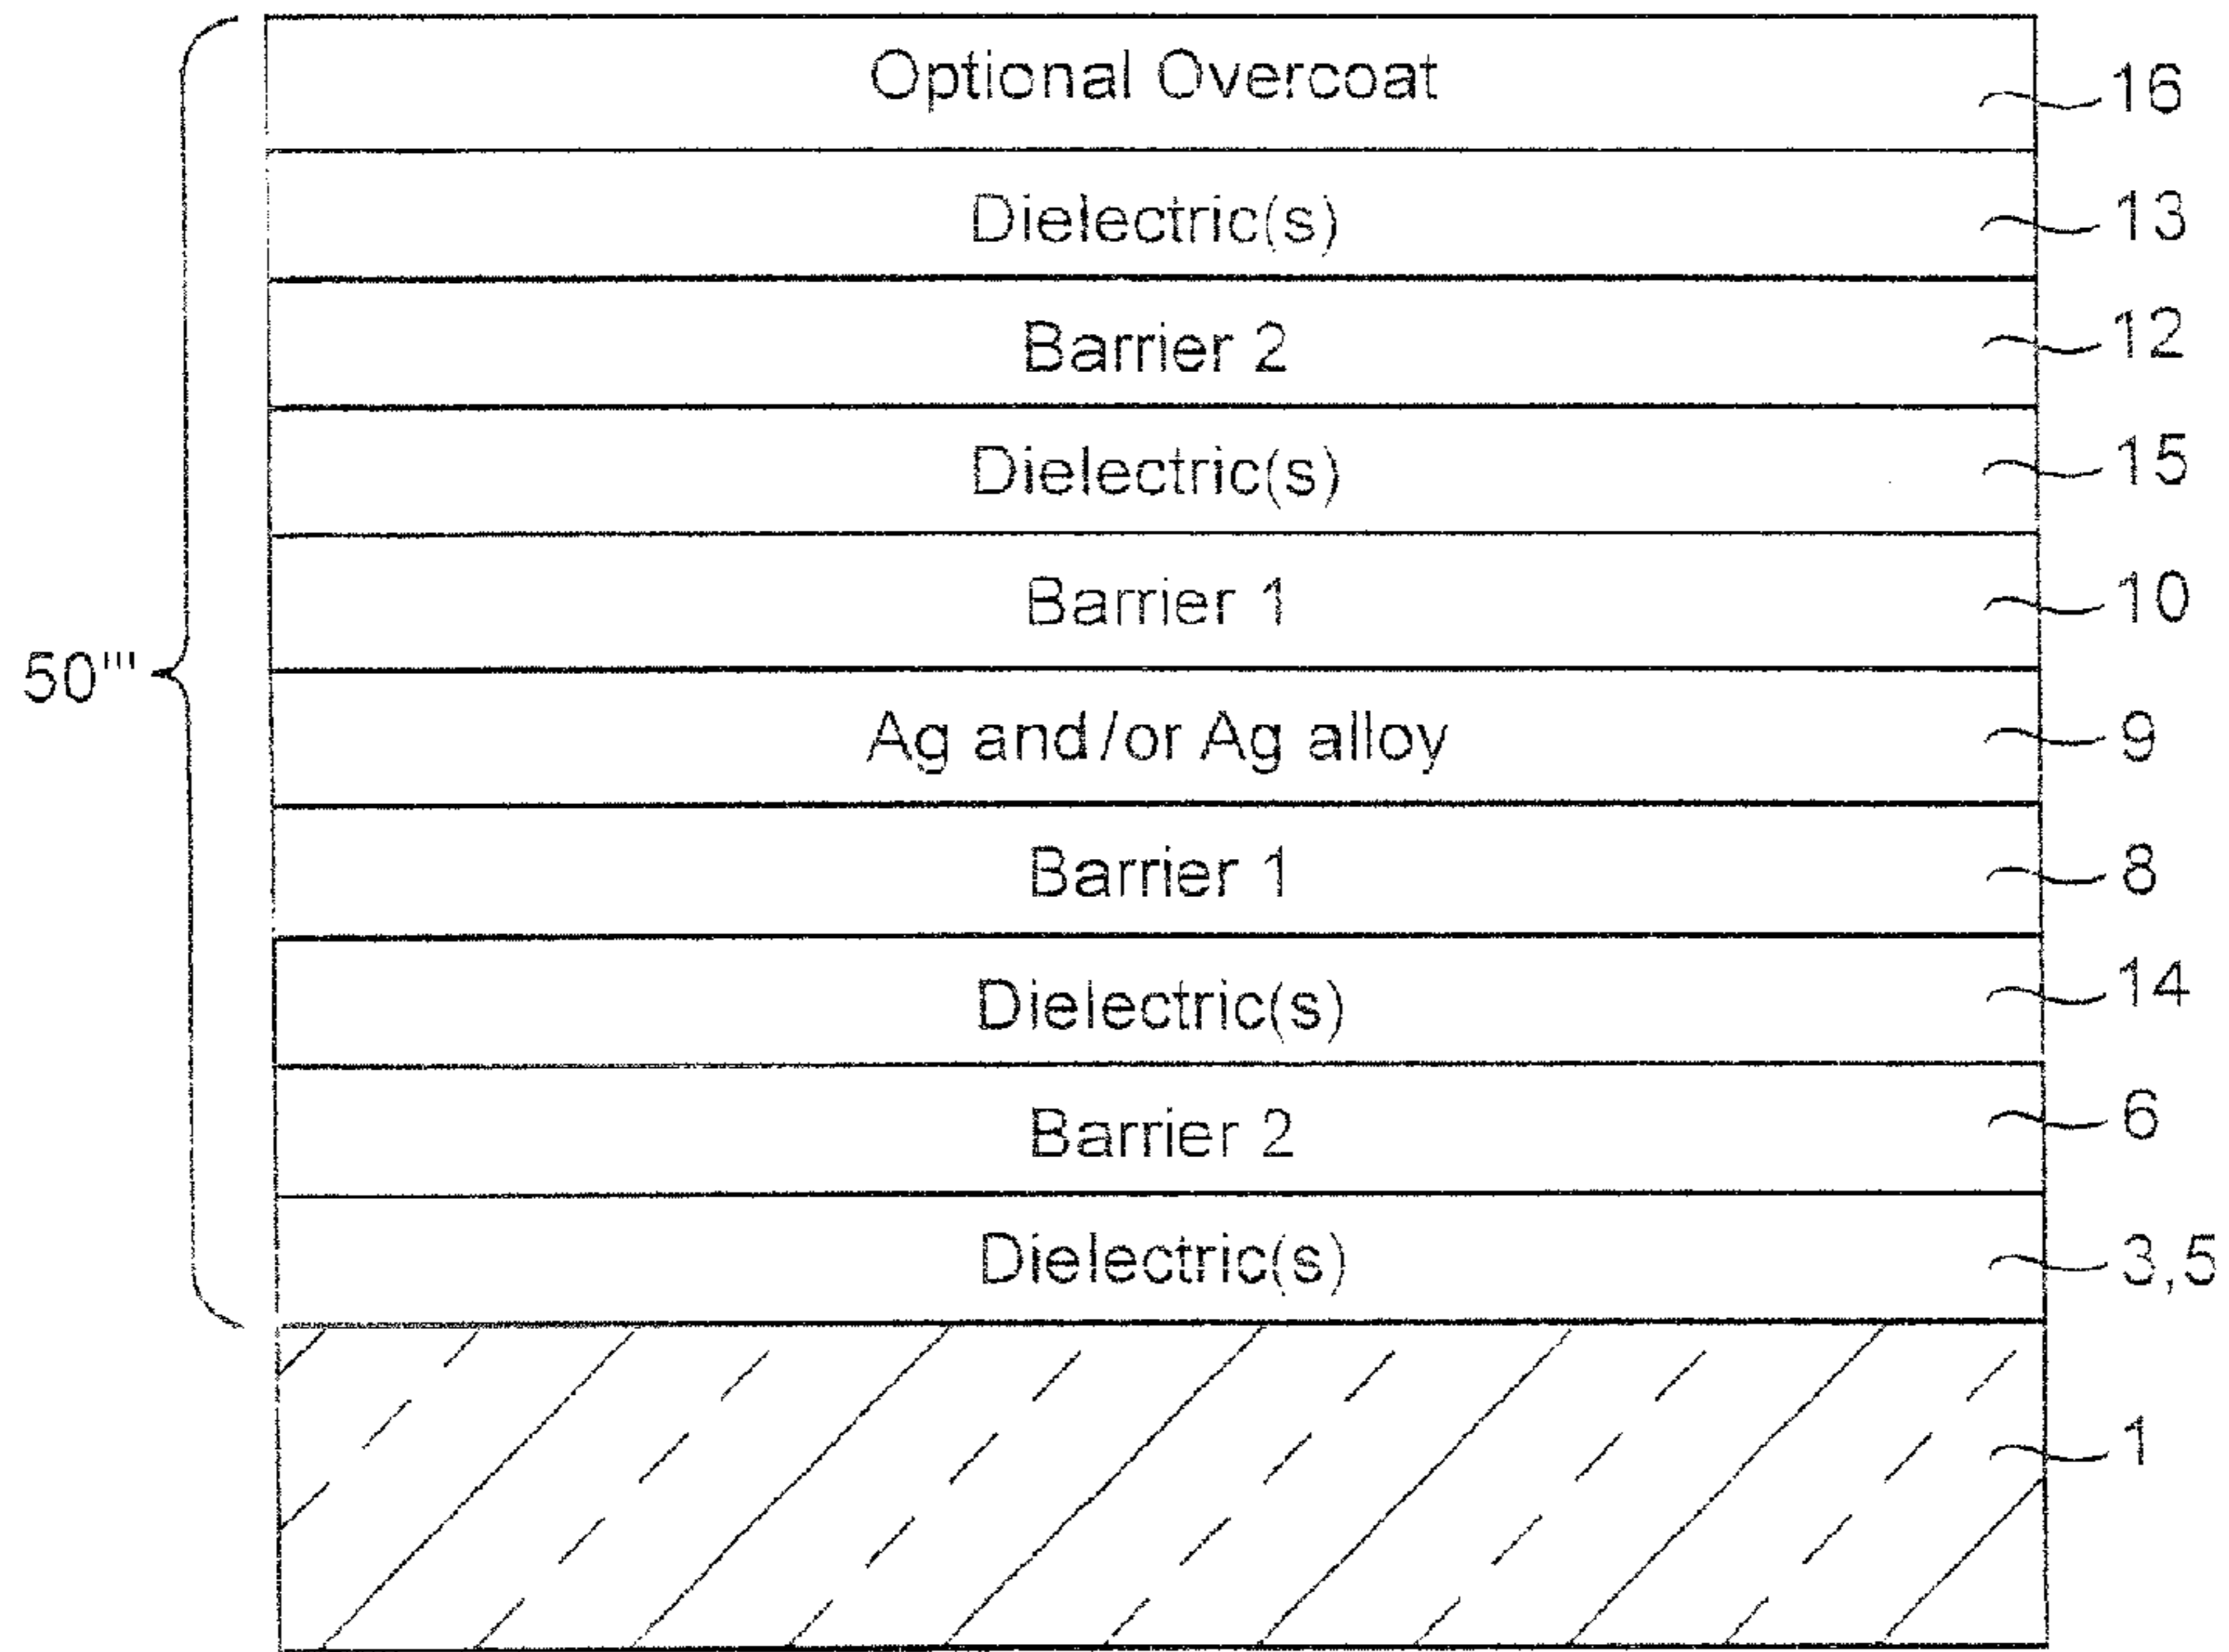 Optional Overcoat 16
Dielectric(s) 13
Barrier 2 12
Dielectric(s) 15
Barrier 1 10
50'''
Ag and/or Ag alloy 9
Barrier 1 8
Dielectric(s) 14
Barrier 2 6
Dielectric(s) 3,5
1